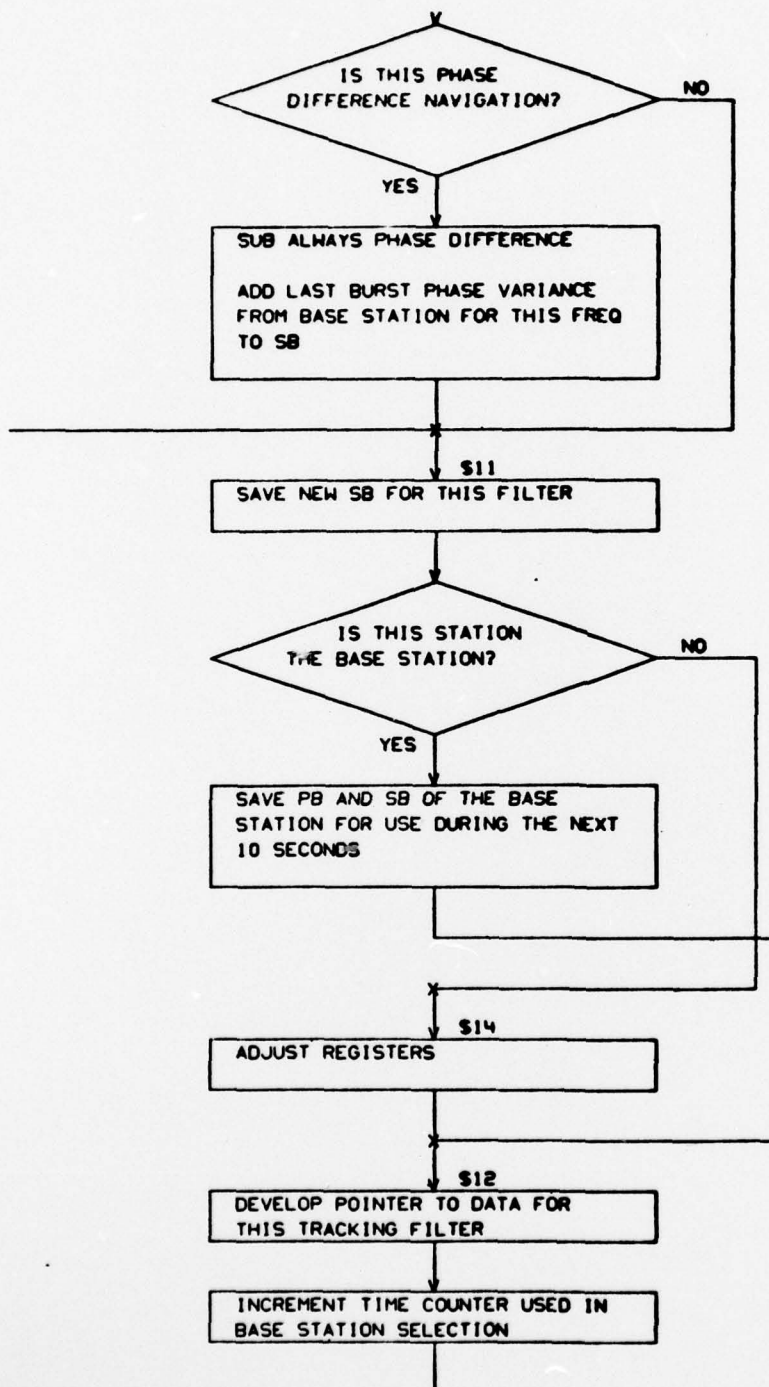 IS THIS PHASE
DIFFERENCE NAVIGATION?
NO
YES
SUB ALWAYS PHASE DIFFERENCE
ADD LAST BURST PHASE VARIANCE
FROM BASE STATION FOR THIS FREQ
TO SB
$11
SAVE NEW SB FOR THIS FILTER
IS THIS STATION
THE BASE STATION?
NO
YES
SAVE PB AND SB OF THE BASE
STATION FOR USE DURING THE NEXT
10 SECONDS
$14
ADJUST REGISTERS
$12
DEVELOP POINTER TO DATA FOR
THIS TRACKING FILTER
INCREMENT TIME COUNTER USED IN
BASE STATION SELECTION